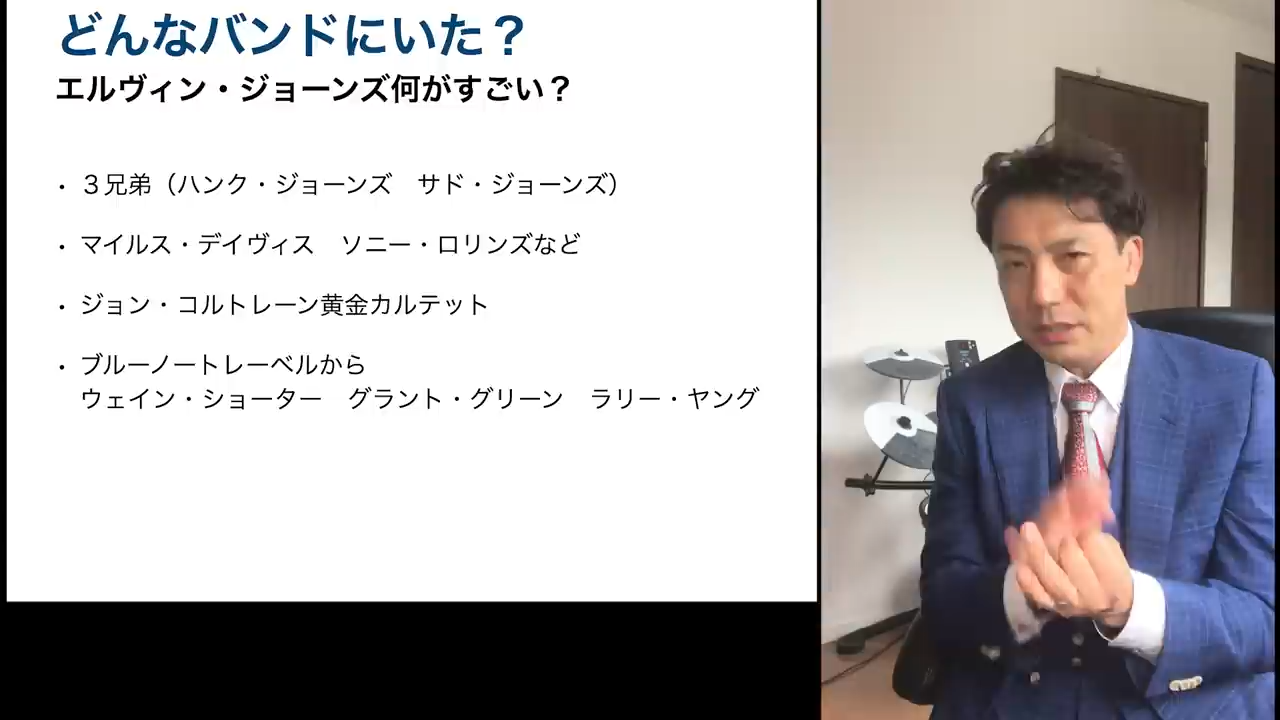 どんなバンドにいた？
エルヴィン・ジョーンズ何がすごい？
・３兄弟（ハンク・ジョーンズ　サド・ジョーンズ）
・マイルス・デイヴィス　ソニー・ロリンズなど
・ジョン・コルトレーン黄金カルテット
・ブルーノートレーベルから
ウェイン・ショーター　グラント・グリーン　ラリー・ヤング